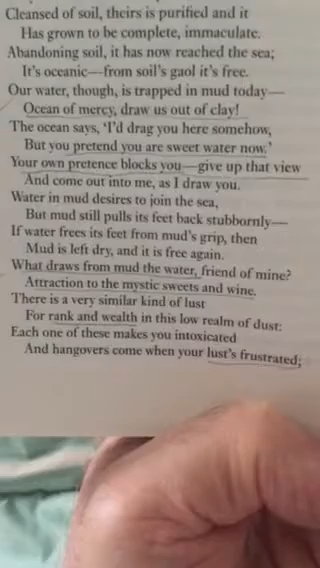 Cleansed of soil, theirs is purified and it
Has grown to be complete, immaculate.
Abandoning soil, it has now reached the sea;
It's oceanic—from soil's gaol it's free.
Our water, though, is trapped in mud today—
Ocean of mercy, draw us out of clay!
The ocean says, 'I'd drag you here somehow,
But you pretend you are sweet water now.'
Your own pretence blocks you—give up that view
And come out into me, as I draw you.
Water in mud desires to join the sea,
But mud still pulls its feet back stubbornly—
If water frees its feet from mud's grip, then
Mud is left dry, and it is free again.
What draws from mud the water, friend of mine?
Attraction to the mystic sweets and wine.
There is a very similar kind of lust
For rank and wealth in this low realm of dust:
Each one of these makes you intoxicated
And hangovers come when your lust's frustrated;